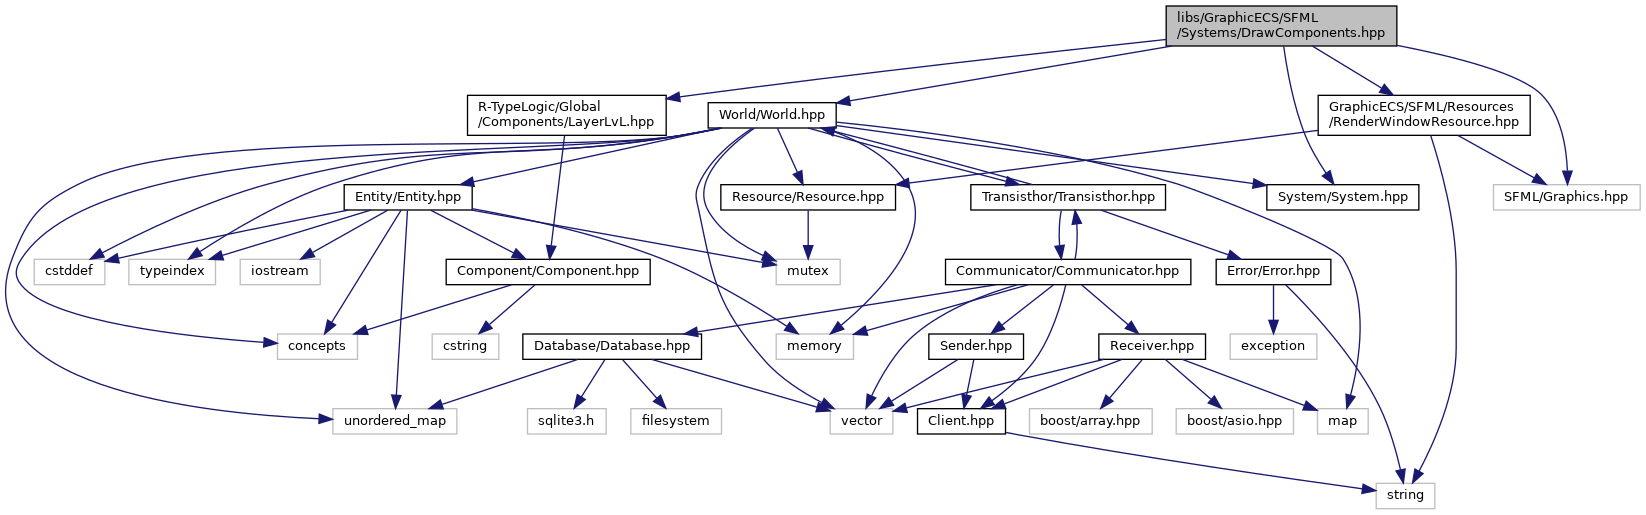 libs/GraphicECS/SFML
/Systems/DrawComponents.hpp
R-TypeLogic/Global
/Components/LayerLvL.hpp
World/World.hpp
GraphicECS/SFML/Resources
/RenderWindowResource.hpp
Entity/Entity.hpp
Resource/Resource.hpp
Transisthor/Transisthor.hpp
System/System.hpp
SFML/Graphics.hpp
cstddef
typeindex
iostream
Component/Component.hpp
mutex
Communicator/Communicator.hpp
Error/Error.hpp
concepts
cstring
Database/Database.hpp
memory
Sender.hpp
Receiver.hpp
exception
unordered_map
sqlite3.h
filesystem
vector
Client.hpp
boost/array.hpp
boost/asio.hpp
map
string